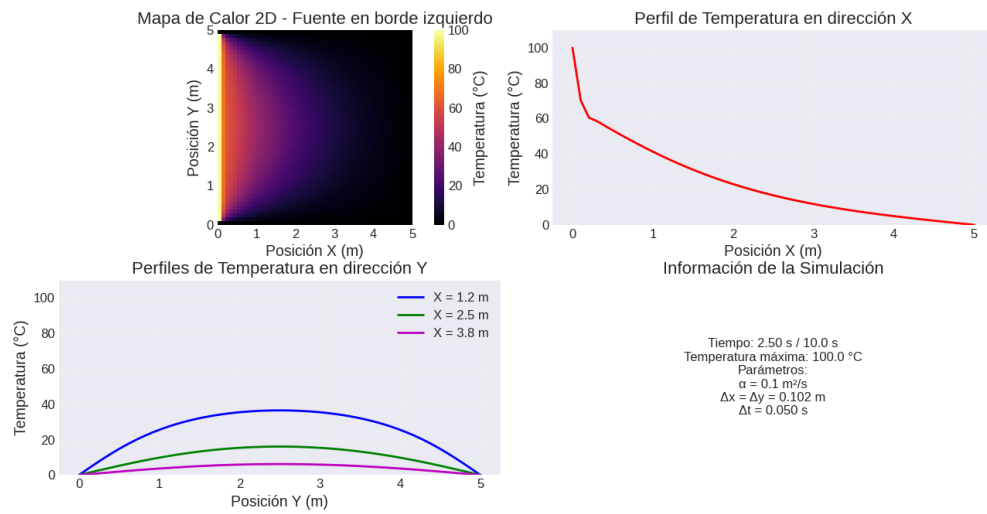 Mapa de Calor 2D - Fuente en borde izquierdo
5
4
3
2
1
0
Posición Y (m)
0 1 2 3 4 5
Posición X (m)
100
80
60
40
20
0
Temperatura (°C)
Perfil de Temperatura en dirección X
100
80
60
40
20
0
Temperatura (°C)
0 1 2 3 4 5
Posición X (m)
Perfiles de Temperatura en dirección Y
100
80
60
40
20
0
Temperatura (°C)
X = 1.2 m
X = 2.5 m
X = 3.8 m
0 1 2 3 4 5
Posición Y (m)
Información de la Simulación
Tiempo: 2.50 s / 10.0 s
Temperatura máxima: 100.0 °C
Parámetros:
α = 0.1 m²/s
Δx = Δy = 0.102 m
Δt = 0.050 s